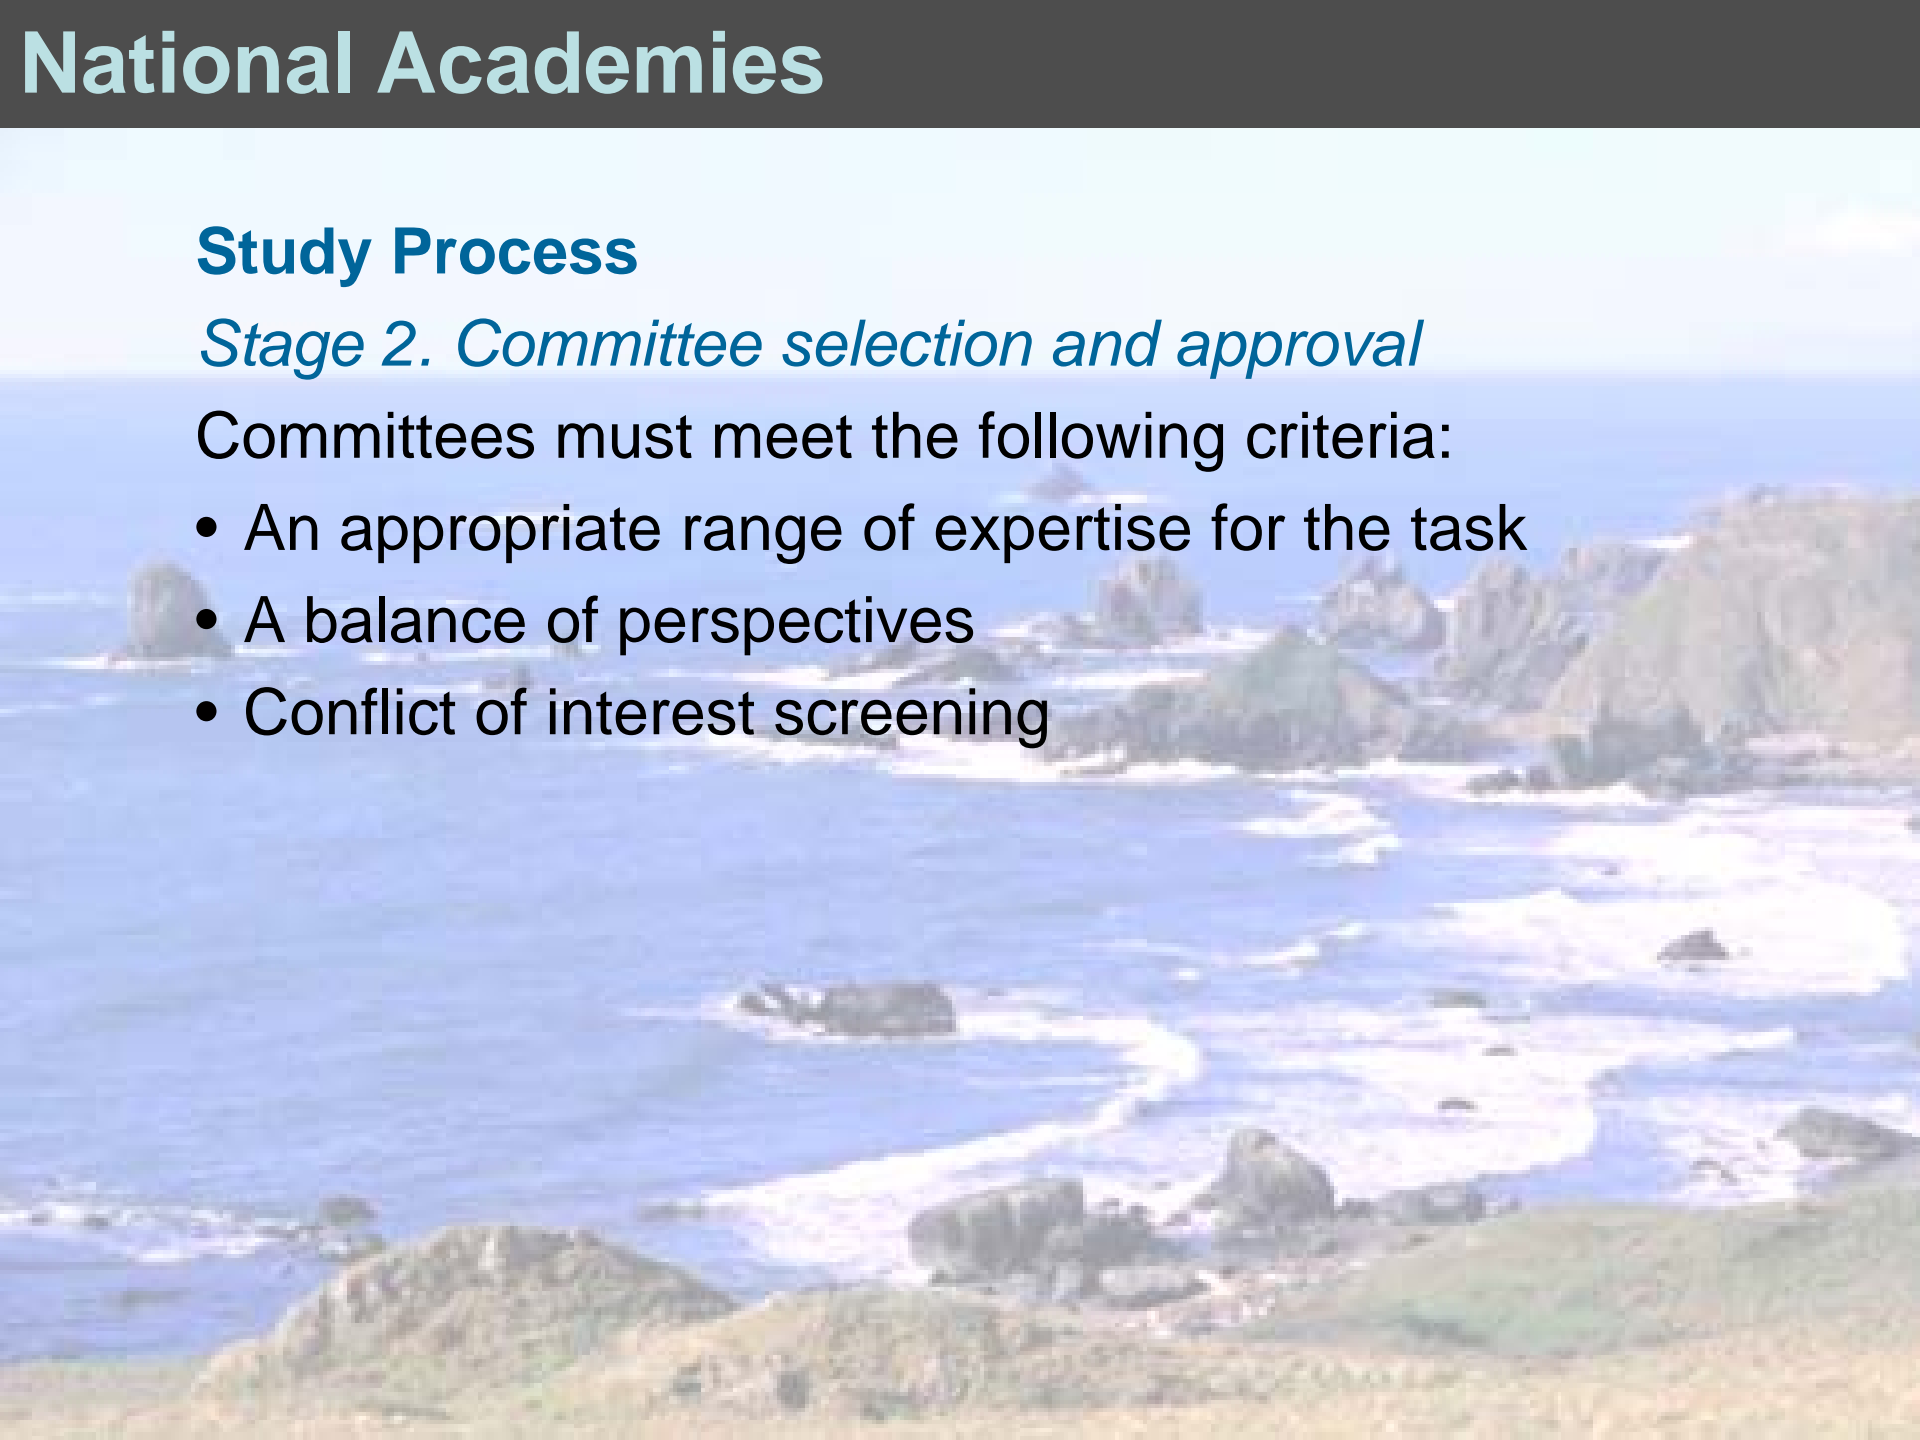 National Academies
Study Process
Stage 2. Committee selection and approval
Committees must meet the following criteria:
• An appropriate range of expertise for the task
• A balance of perspectives
• Conflict of interest screening